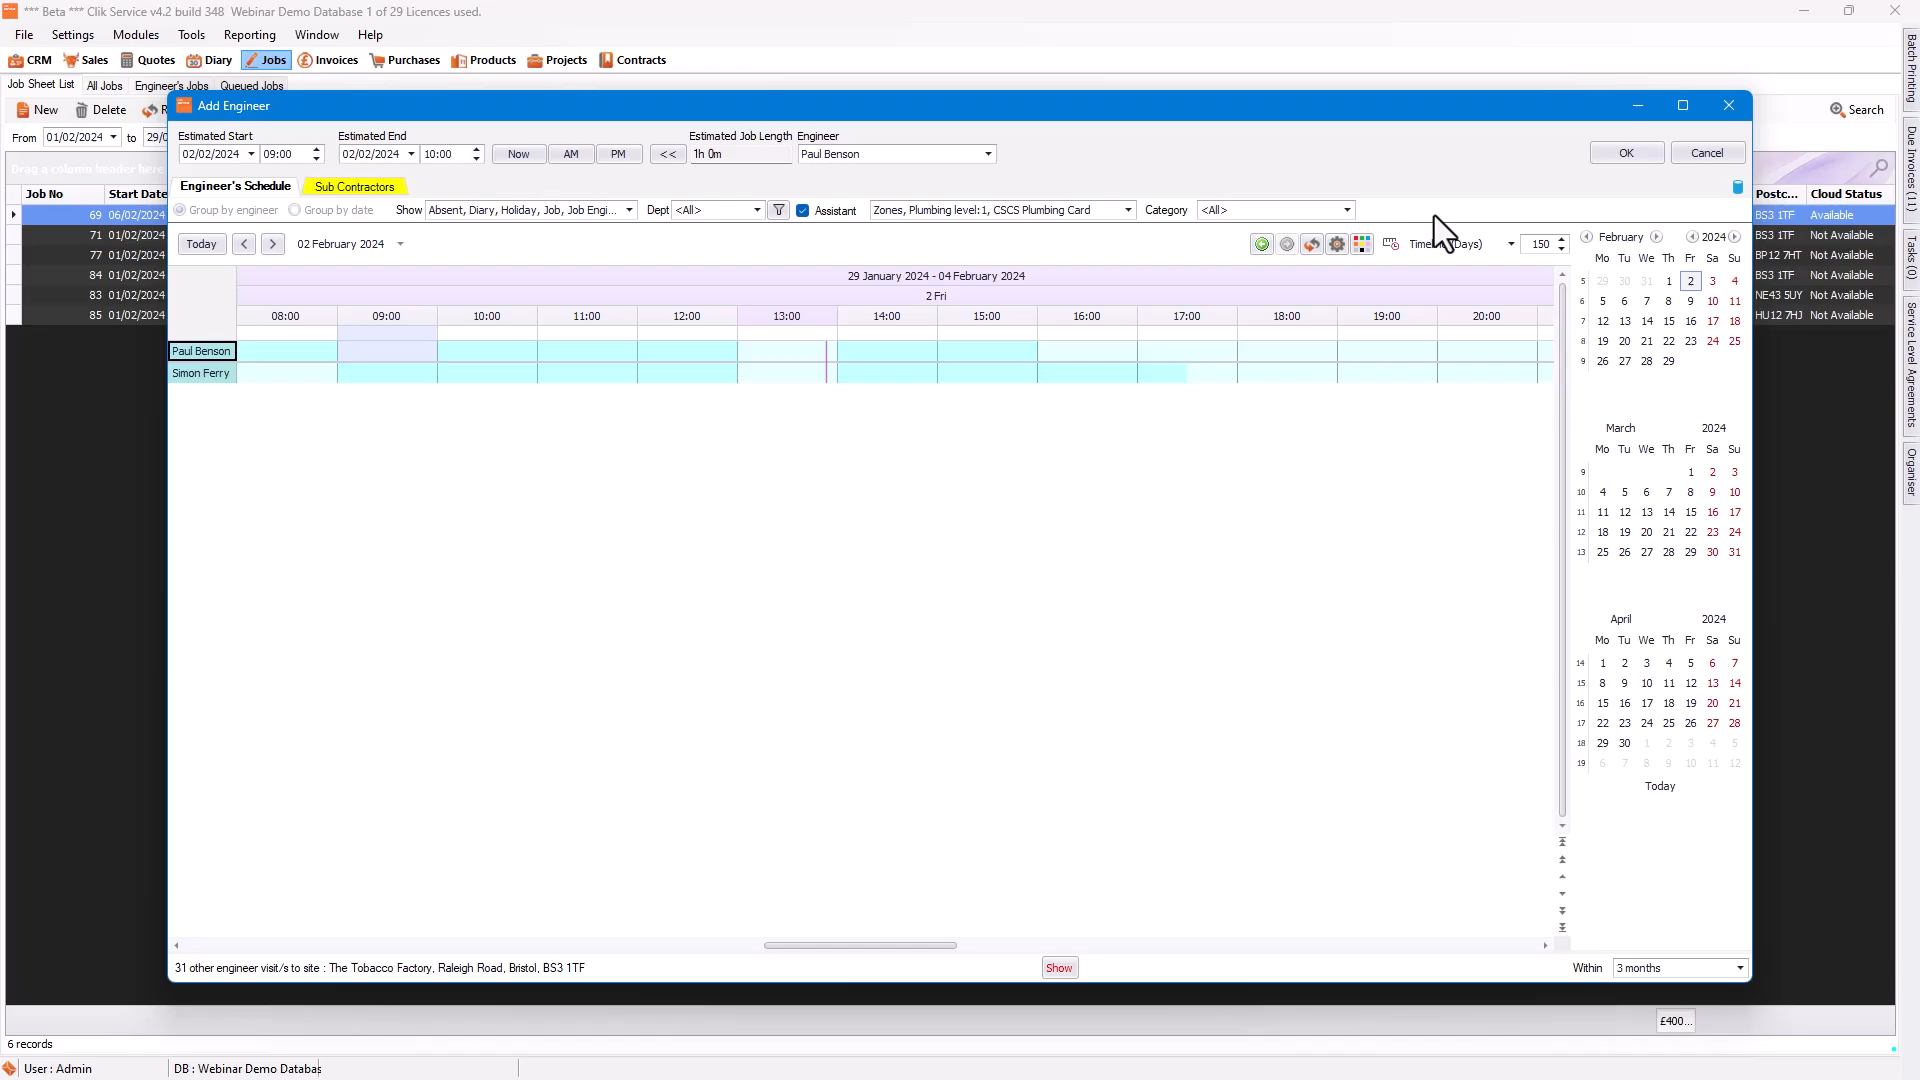 *** Beta *** Clik Service v4.2 build 348  Webinar Demo Database 1 of 29 Licences used.
File Settings Modules Tools Reporting Window Help
CRM Sales Quotes Diary Jobs Invoices Purchases Products Projects Contracts
Job Sheet List All Jobs Engineer's Jobs Queued Jobs
New Delete Search
From 01/02/2024 to
Drag a column header here
Job No Start Date Postc... Cloud Status
69 06/02/2024 BS3 1TF Available
71 01/02/2024 BS3 1TF Not Available
77 01/02/2024 BP12 7HT Not Available
84 01/02/2024 BS3 1TF Not Available
83 01/02/2024 NE43 5UY Not Available
85 01/02/2024 HU12 7HJ Not Available
Add Engineer
Estimated Start Estimated End Estimated Job Length Engineer
02/02/2024 09:00 02/02/2024 10:00 Now AM PM << 1h 0m Paul Benson OK Cancel
Engineer's Schedule Sub Contractors
Group by engineer Group by date Show Absent, Diary, Holiday, Job, Job Engi... Dept <All> Assistant Zones, Plumbing level:1, CSCS Plumbing Card Category <All>
Today 02 February 2024 (Days) 150
29 January 2024 - 04 February 2024
2 Fri
08:00 09:00 10:00 11:00 12:00 13:00 14:00 15:00 16:00 17:00 18:00 19:00 20:00
Paul Benson
Simon Ferry
February 2024
Mo Tu We Th Fr Sa Su
5 29 30 31 1 2 3 4
6 5 6 7 8 9 10 11
7 12 13 14 15 16 17 18
8 19 20 21 22 23 24 25
9 26 27 28 29
March 2024
Mo Tu We Th Fr Sa Su
9 1 2 3
10 4 5 6 7 8 9 10
11 11 12 13 14 15 16 17
12 18 19 20 21 22 23 24
13 25 26 27 28 29 30 31
April 2024
Mo Tu We Th Fr Sa Su
14 1 2 3 4 5 6 7
15 8 9 10 11 12 13 14
16 15 16 17 18 19 20 21
17 22 23 24 25 26 27 28
18 29 30 1 2 3 4 5
19 6 7 8 9 10 11 12
Today
31 other engineer visit/s to site : The Tobacco Factory, Raleigh Road, Bristol, BS3 1TF Show Within 3 months
£400...
6 records
User : Admin DB : Webinar Demo Databas
Batch Printing
Due Invoices (11)
Tasks (0)
Service Level Agreements
Organiser